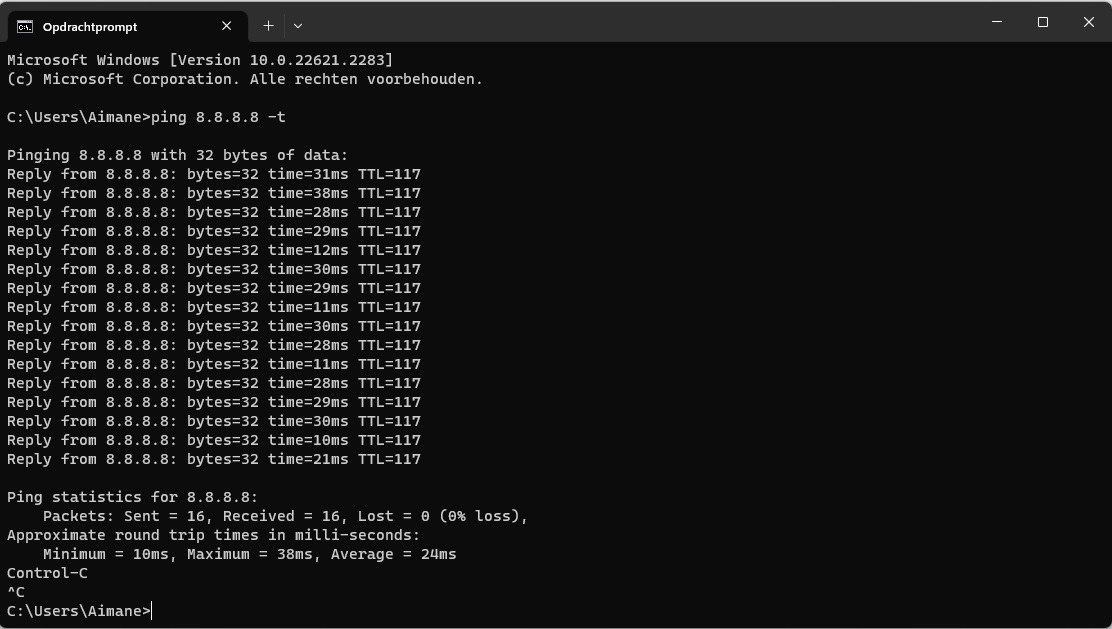 Opdrachtprompt
Microsoft Windows [Version 10.0.22621.2283]
(c) Microsoft Corporation. Alle rechten voorbehouden.
C:\Users\Aimane>ping 8.8.8.8 -t
Pinging 8.8.8.8 with 32 bytes of data:
Reply from 8.8.8.8: bytes=32 time=31ms TTL=117
Reply from 8.8.8.8: bytes=32 time=38ms TTL=117
Reply from 8.8.8.8: bytes=32 time=28ms TTL=117
Reply from 8.8.8.8: bytes=32 time=29ms TTL=117
Reply from 8.8.8.8: bytes=32 time=12ms TTL=117
Reply from 8.8.8.8: bytes=32 time=30ms TTL=117
Reply from 8.8.8.8: bytes=32 time=29ms TTL=117
Reply from 8.8.8.8: bytes=32 time=11ms TTL=117
Reply from 8.8.8.8: bytes=32 time=30ms TTL=117
Reply from 8.8.8.8: bytes=32 time=28ms TTL=117
Reply from 8.8.8.8: bytes=32 time=11ms TTL=117
Reply from 8.8.8.8: bytes=32 time=28ms TTL=117
Reply from 8.8.8.8: bytes=32 time=29ms TTL=117
Reply from 8.8.8.8: bytes=32 time=30ms TTL=117
Reply from 8.8.8.8: bytes=32 time=10ms TTL=117
Reply from 8.8.8.8: bytes=32 time=21ms TTL=117
Ping statistics for 8.8.8.8:
    Packets: Sent = 16, Received = 16, Lost = 0 (0% loss),
Approximate round trip times in milli-seconds:
    Minimum = 10ms, Maximum = 38ms, Average = 24ms
Control-C
^C
C:\Users\Aimane>